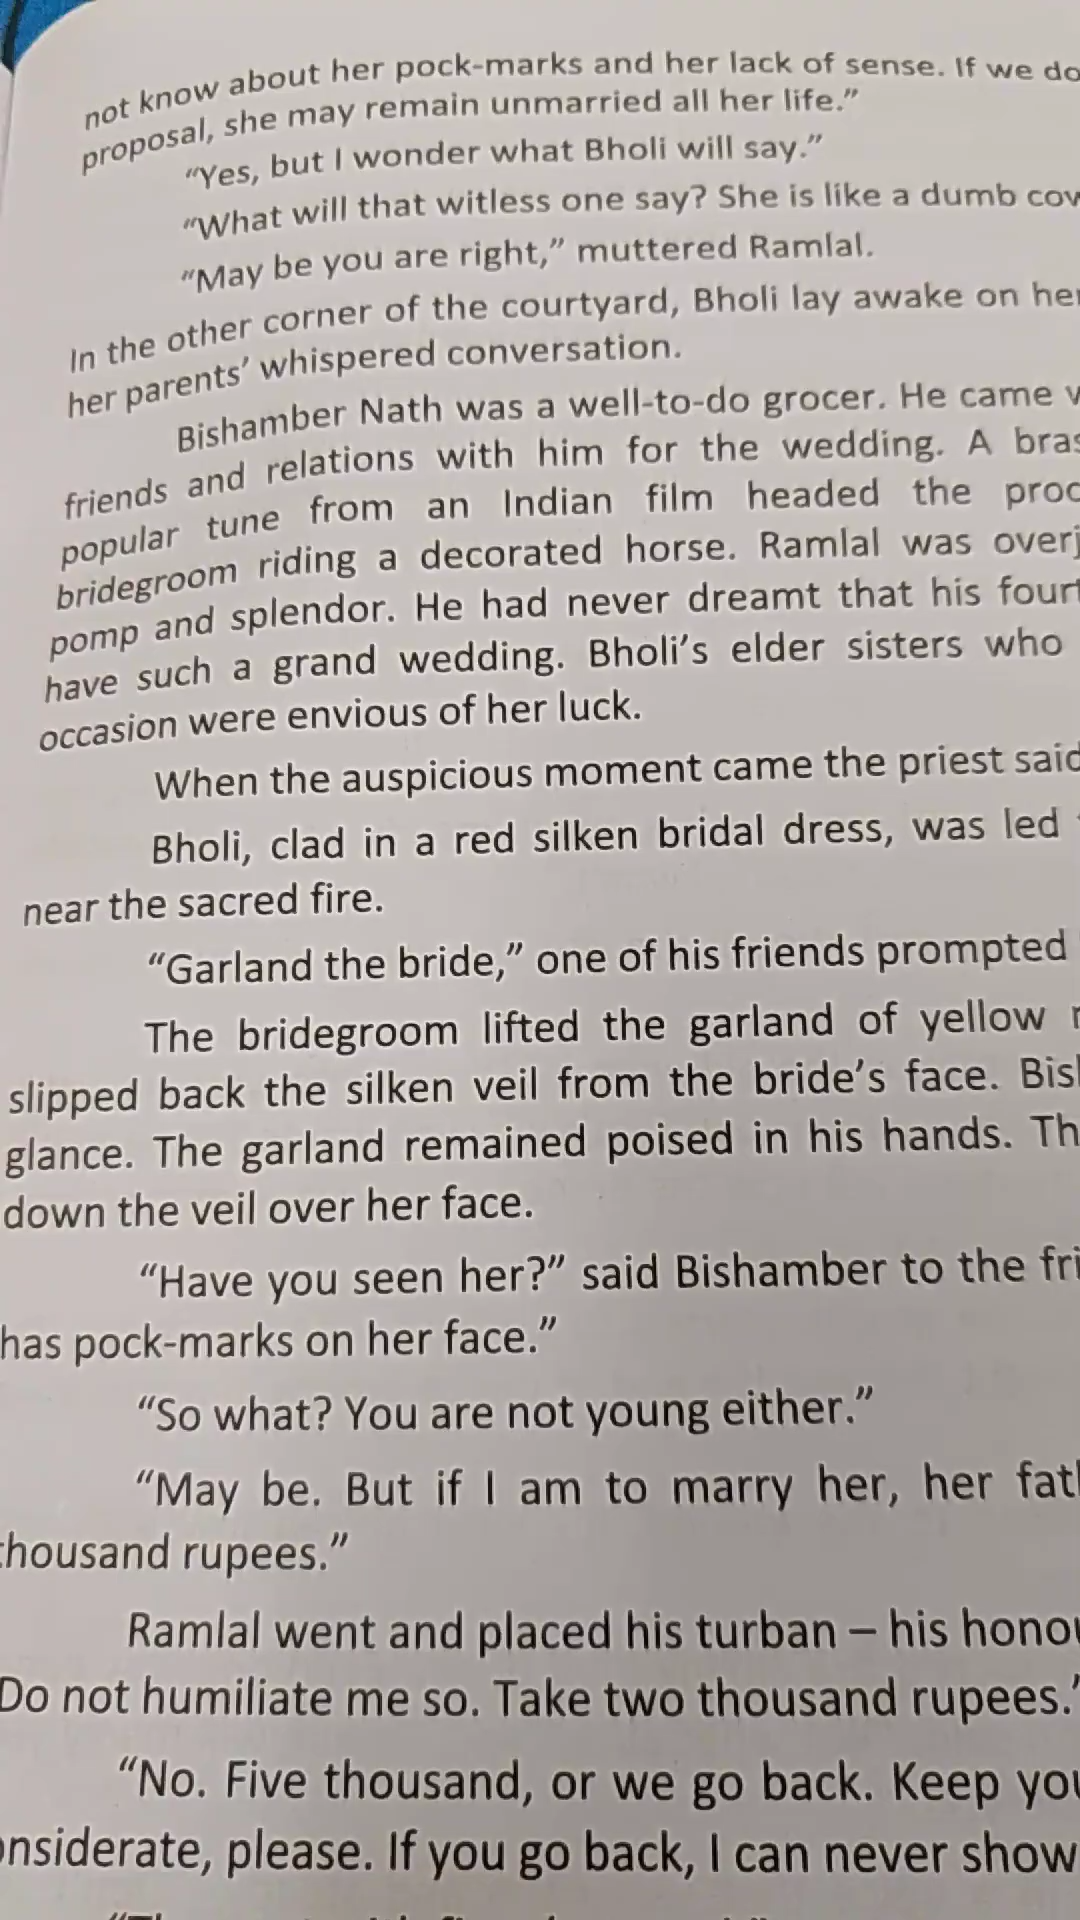 not know about her pock-marks and her lack of sense. If we do
proposal, she may remain unmarried all her life.”
“Yes, but I wonder what Bholi will say.”
“What will that witless one say? She is like a dumb cow
“May be you are right,” muttered Ramlal.
In the other corner of the courtyard, Bholi lay awake on her
her parents’ whispered conversation.
Bishamber Nath was a well-to-do grocer. He came
friends and relations with him for the wedding. A
popular tune from an Indian film headed the
bridegroom riding a decorated horse. Ramlal was
pomp and splendor. He had never dreamt that his
have such a grand wedding. Bholi’s elder sisters who
occasion were envious of her luck.
When the auspicious moment came the priest said
Bholi, clad in a red silken bridal dress, was led
near the sacred fire.
“Garland the bride,” one of his friends prompted
The bridegroom lifted the garland of yellow
slipped back the silken veil from the bride’s face.
glance. The garland remained poised in his hands.
down the veil over her face.
“Have you seen her?” said Bishamber to the
has pock-marks on her face.”
“So what? You are not young either.”
“May be. But if I am to marry her, her
thousand rupees.”
Ramlal went and placed his turban – his
Do not humiliate me so. Take two thousand rupees.”
“No. Five thousand, or we go back. Keep
please. If you go back, I can never show